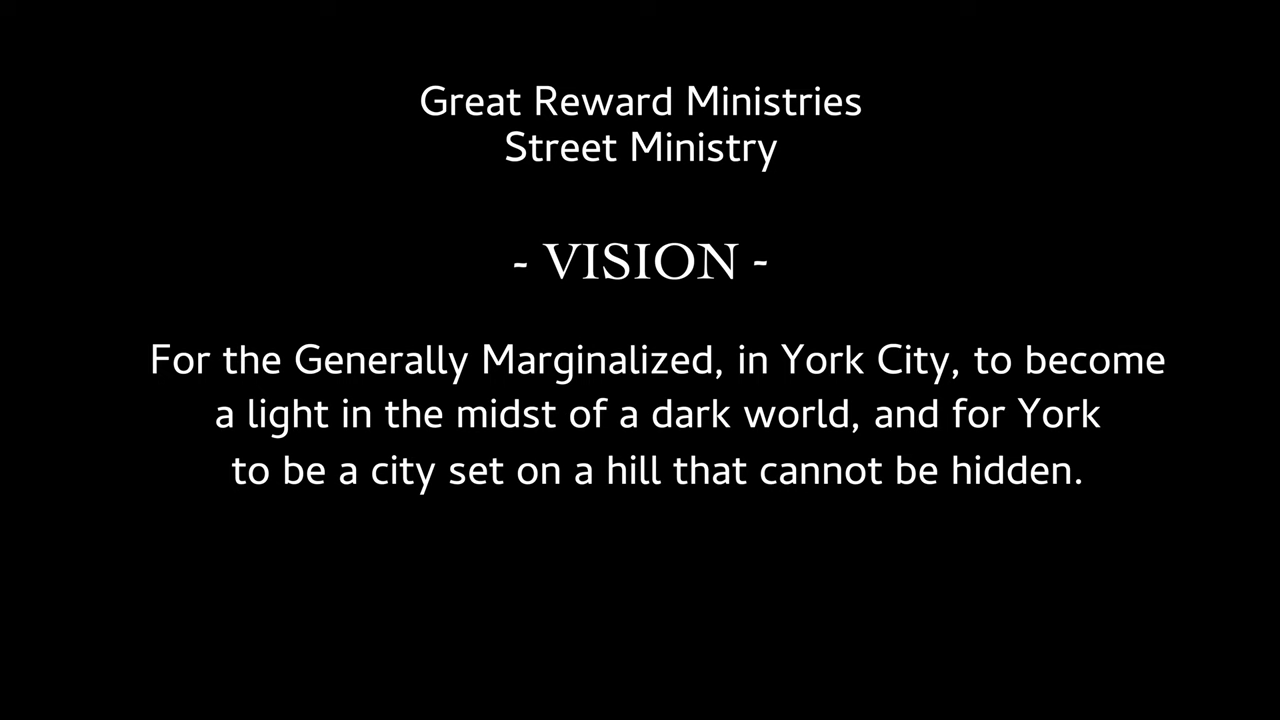 Great Reward Ministries
Street Ministry
- VISION -
For the Generally Marginalized, in York City, to become
a light in the midst of a dark world, and for York
to be a city set on a hill that cannot be hidden.